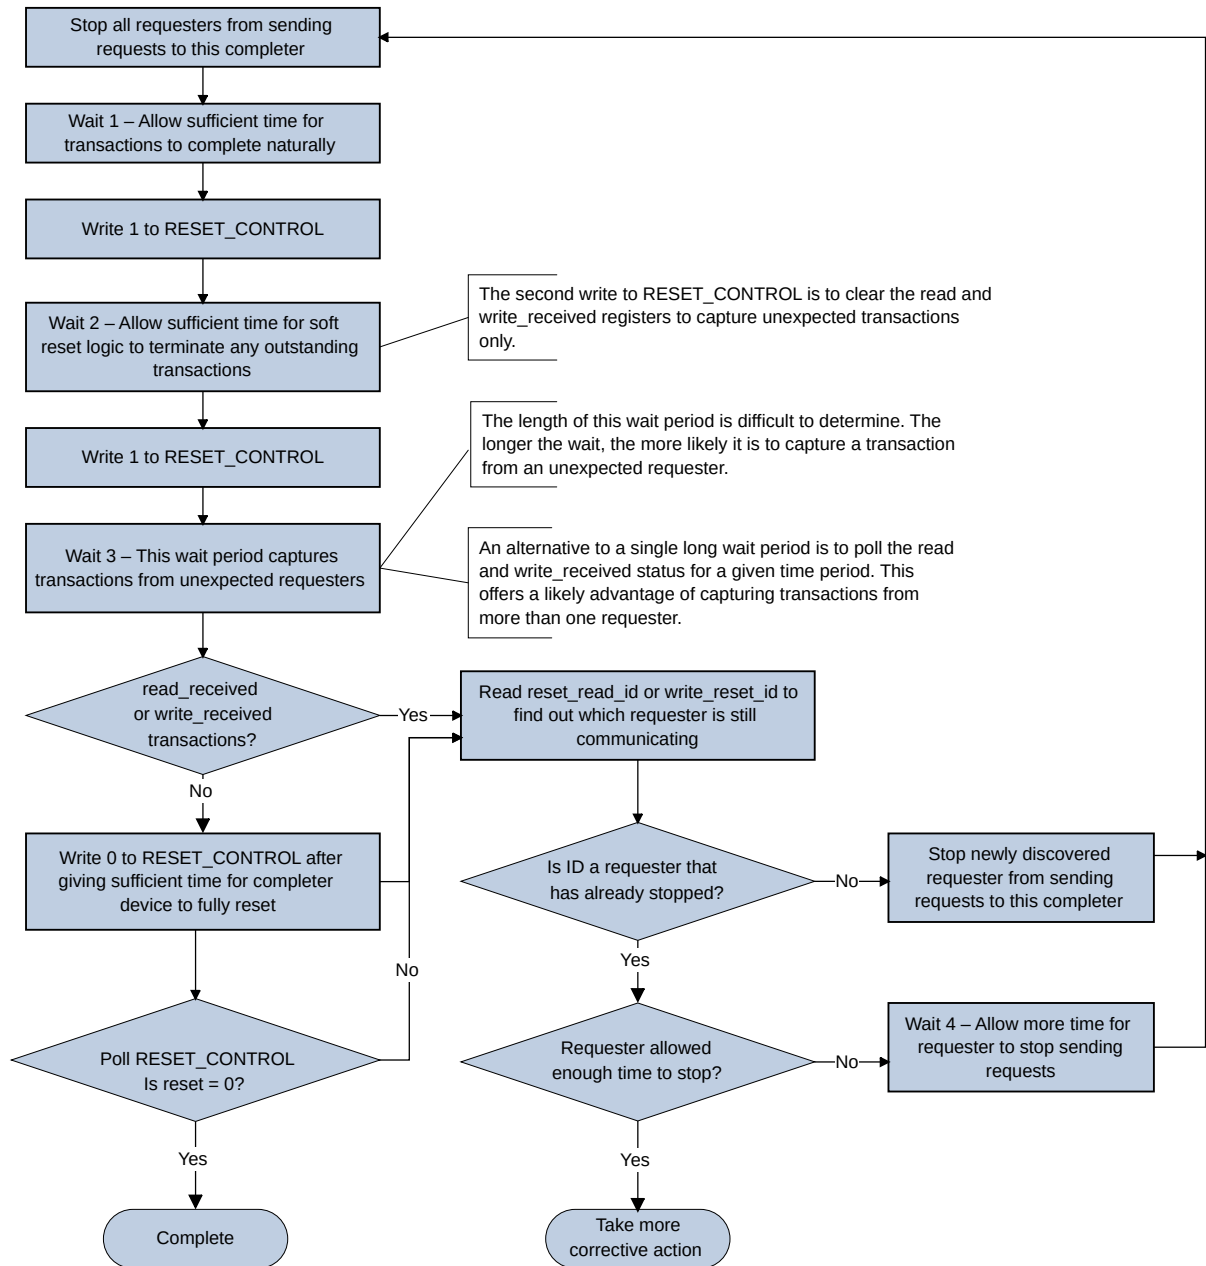 Stop all requesters from sending
requests to this completer
Wait 1 – Allow sufficient time for
transactions to complete naturally
Write 1 to RESET_CONTROL
Wait 2 – Allow sufficient time for soft
reset logic to terminate any outstanding
transactions
The second write to RESET_CONTROL is to clear the read and
write_received registers to capture unexpected transactions
only.
Write 1 to RESET_CONTROL
The length of this wait period is difficult to determine. The
longer the wait, the more likely it is to capture a transaction
from an unexpected requester.
Wait 3 – This wait period captures
transactions from unexpected requesters
An alternative to a single long wait period is to poll the read
and write_received status for a given time period. This
offers a likely advantage of capturing transactions from
more than one requester.
read_received
or write_received
transactions?
Yes
Read reset_read_id or write_reset_id to
find out which requester is still
communicating
No
Write 0 to RESET_CONTROL after
giving sufficient time for completer
device to fully reset
Is ID a requester that
has already stopped?
No
Stop newly discovered
requester from sending
requests to this completer
Yes
No
Poll RESET_CONTROL
Is reset = 0?
Requester allowed
enough time to stop?
No
Wait 4 – Allow more time for
requester to stop sending
requests
Yes
Yes
Complete
Take more
corrective action